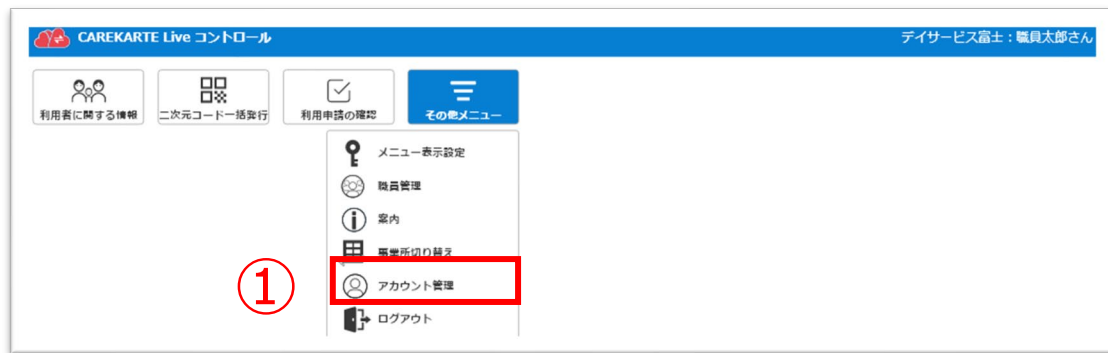 CAREKARTE Live コントロール
デイサービス富士：職員太郎さん
利用者に関する情報
二次元コード一括発行
利用申請の確認
その他メニュー
メニュー表示設定
職員管理
案内
事業所切り替え
① アカウント管理
ログアウト